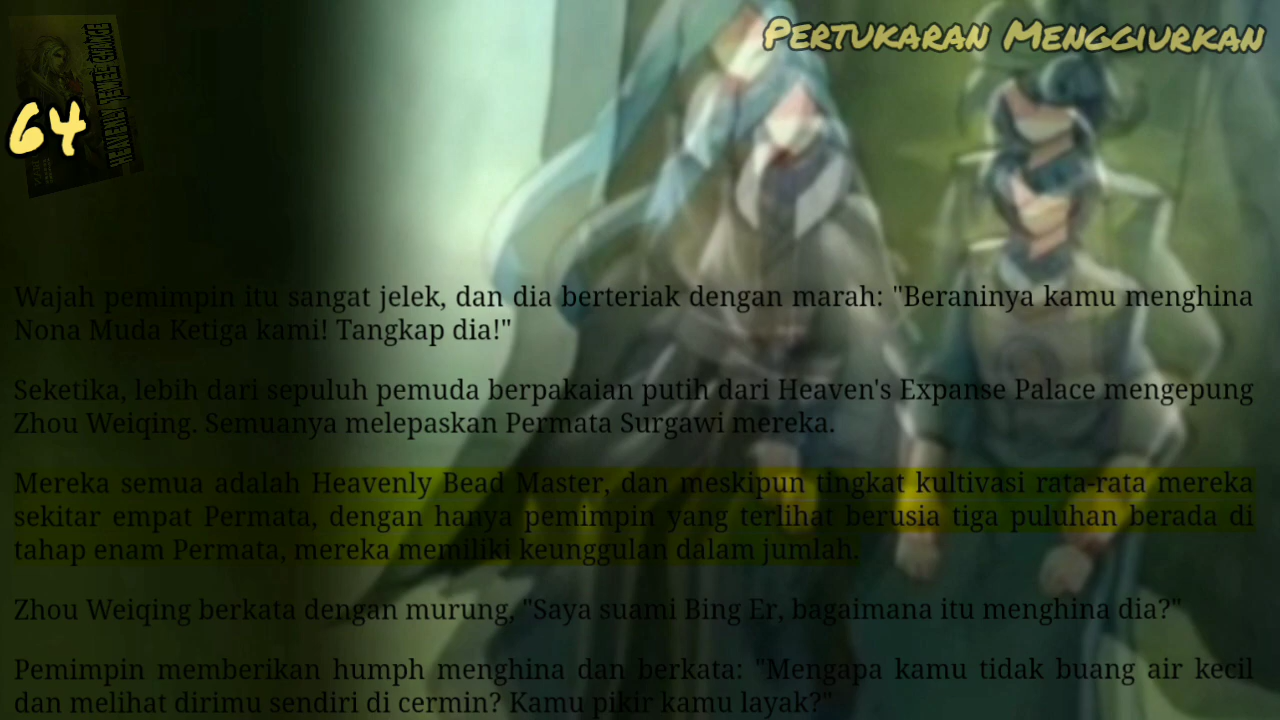 Pertukaran Menggiurkan
64
HEAVENLY JEWEL CHANGE
Wajah pemimpin itu sangat jelek, dan dia berteriak dengan marah: "Beraninya kamu menghina
Nona Muda Ketiga kami! Tangkap dia!"
Seketika, lebih dari sepuluh pemuda berpakaian putih dari Heaven's Expanse Palace mengepung
Zhou Weiqing. Semuanya melepaskan Permata Surgawi mereka.
Mereka semua adalah Heavenly Bead Master, dan meskipun tingkat kultivasi rata-rata mereka
sekitar empat Permata, dengan hanya pemimpin yang terlihat berusia tiga puluhan berada di
tahap enam Permata, mereka memiliki keunggulan dalam jumlah.
Zhou Weiqing berkata dengan murung, "Saya suami Bing Er, bagaimana itu menghina dia?"
Pemimpin memberikan humph menghina dan berkata: "Mengapa kamu tidak buang air kecil
dan melihat dirimu sendiri di cermin? Kamu pikir kamu layak?"